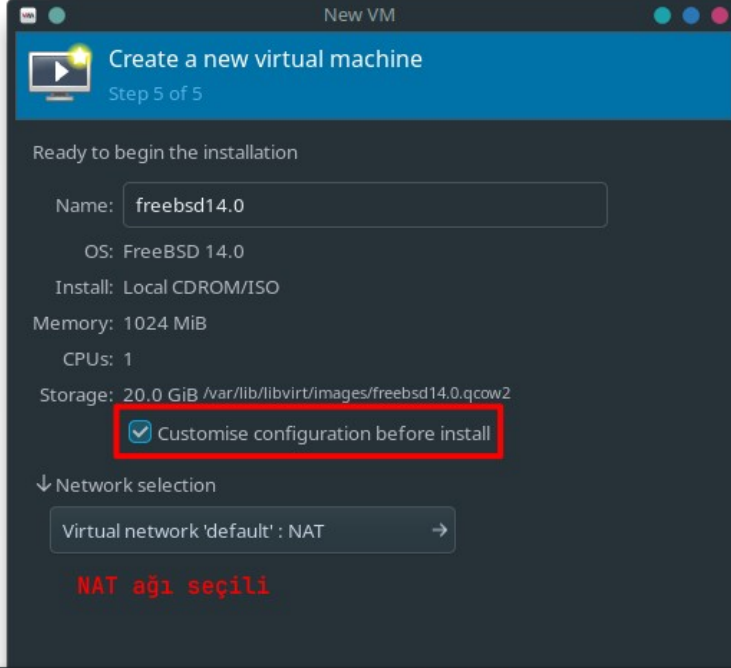 New VM
Create a new virtual machine
Step 5 of 5
Ready to begin the installation
Name: freebsd14.0
OS: FreeBSD 14.0
Install: Local CDROM/ISO
Memory: 1024 MiB
CPUs: 1
Storage: 20.0 GiB /var/lib/libvirt/images/freebsd14.0.qcow2
Customise configuration before install
Network selection
Virtual network 'default' : NAT
NAT ağı seçili